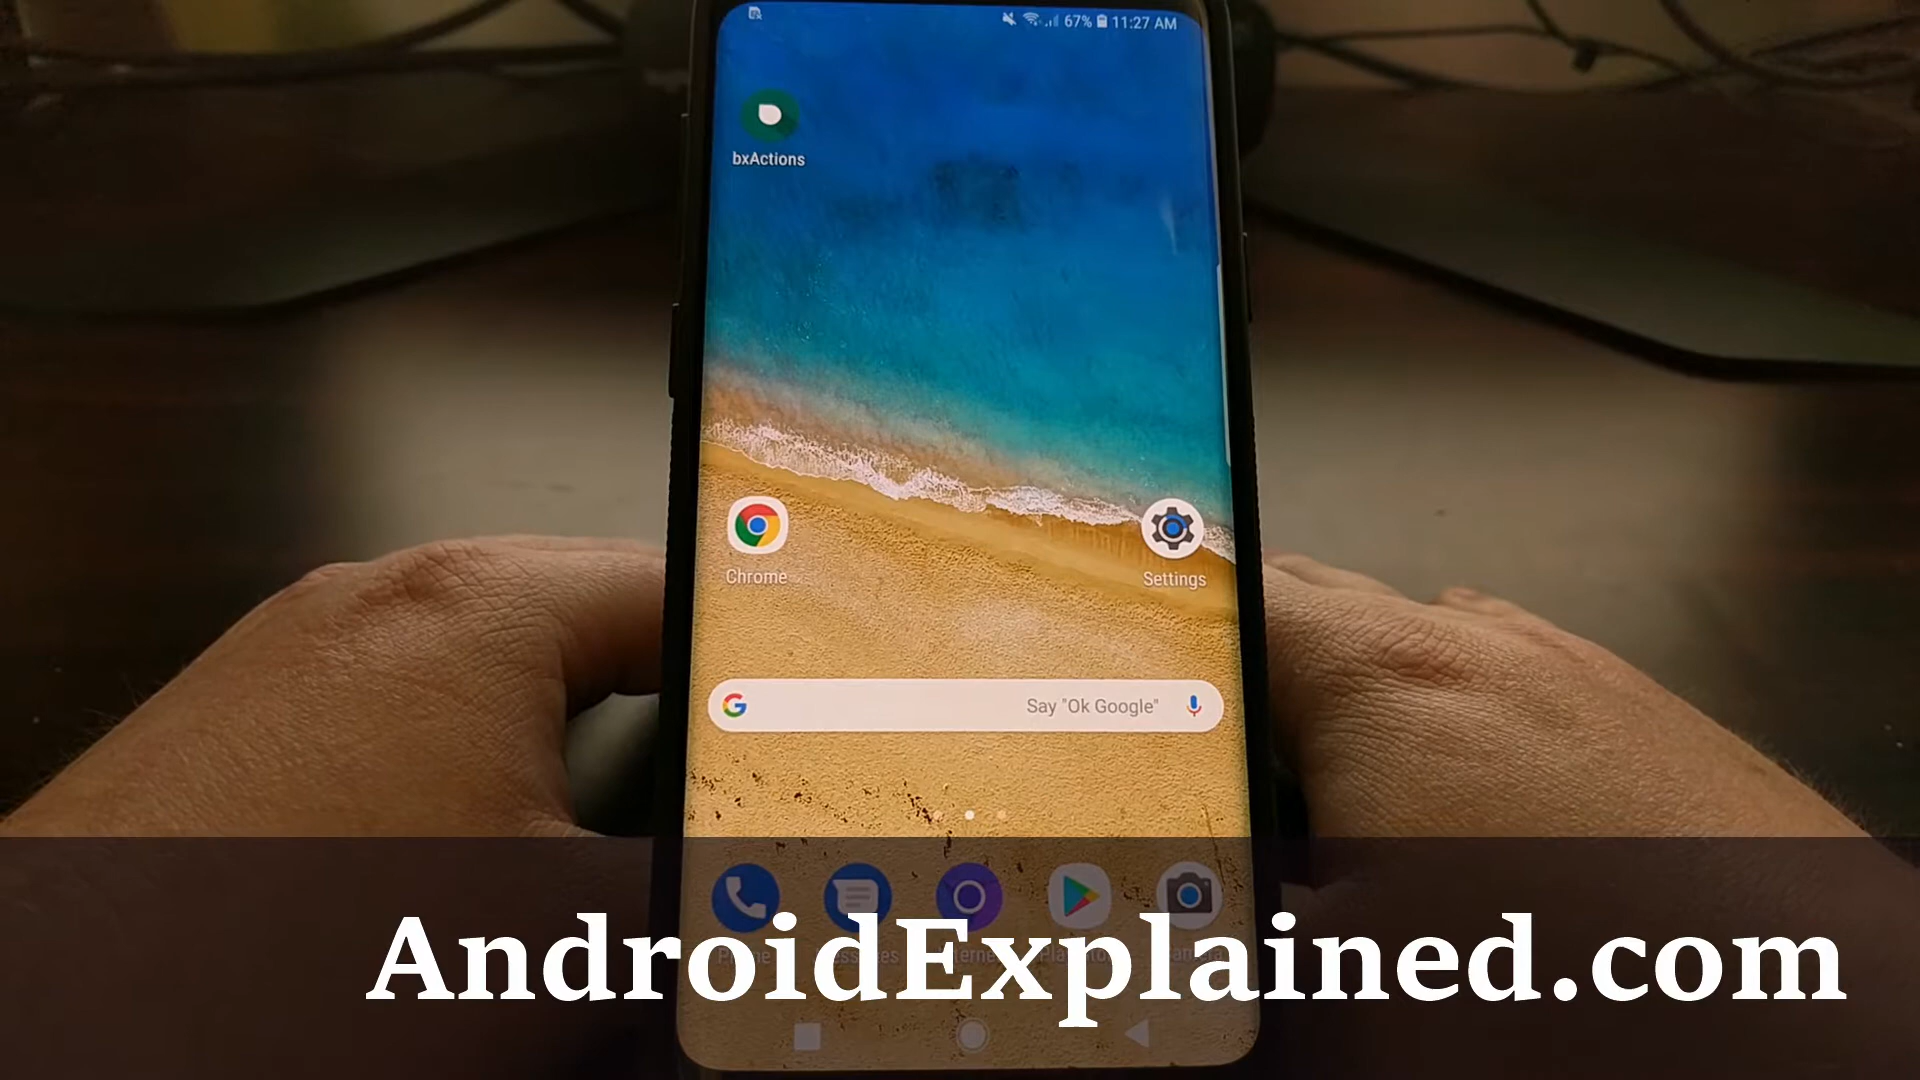 67% 11:27 AM
bxActions
Chrome
Settings
G Say "Ok Google"
AndroidExplained.com